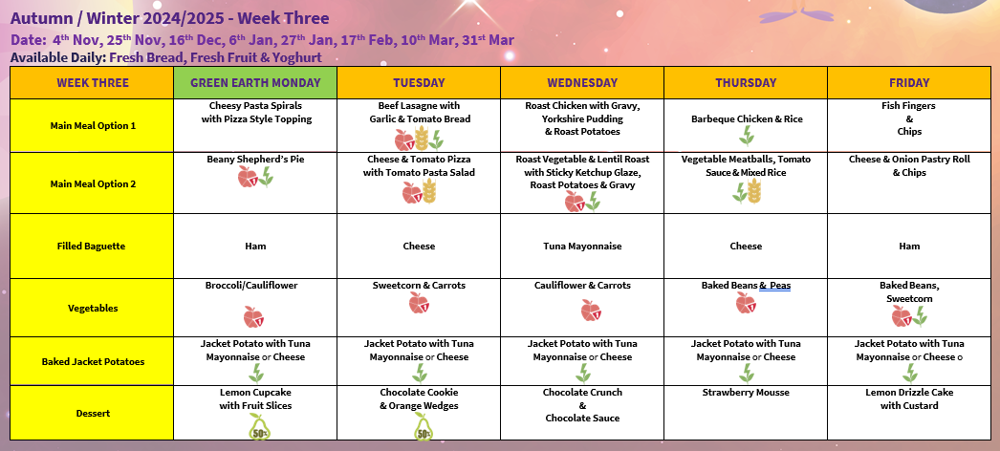 Autumn / Winter 2024/2025 - Week Three
Date: 4th Nov, 25th Nov, 16th Dec, 6th Jan, 27th Jan, 17th Feb, 10th Mar, 31st Mar
Available Daily: Fresh Bread, Fresh Fruit & Yoghurt
WEEK THREE
GREEN EARTH MONDAY
TUESDAY
WEDNESDAY
THURSDAY
FRIDAY
Main Meal Option 1
Cheesy Pasta Spirals
with Pizza Style Topping
Beef Lasagne with
Garlic & Tomato Bread
Roast Chicken with Gravy,
Yorkshire Pudding
& Roast Potatoes
Barbeque Chicken & Rice
Fish Fingers
&
Chips
Main Meal Option 2
Beany Shepherd's Pie
Cheese & Tomato Pizza
with Tomato Pasta Salad
Roast Vegetable & Lentil Roast
with Sticky Ketchup Glaze,
Roast Potatoes & Gravy
Vegetable Meatballs, Tomato
Sauce & Mixed Rice
Cheese & Onion Pastry Roll
& Chips
Filled Baguette
Ham
Cheese
Tuna Mayonnaise
Cheese
Ham
Vegetables
Broccoli/Cauliflower
Sweetcorn & Carrots
Cauliflower & Carrots
Baked Beans & Peas
Baked Beans,
Sweetcorn
Baked Jacket Potatoes
Jacket Potato with Tuna
Mayonnaise or Cheese
Jacket Potato with Tuna
Mayonnaise or Cheese
Jacket Potato with Tuna
Mayonnaise or Cheese
Jacket Potato with Tuna
Mayonnaise or Cheese
Jacket Potato with Tuna
Mayonnaise or Cheese o
Dessert
Lemon Cupcake
with Fruit Slices
50%
Chocolate Cookie
& Orange Wedges
50%
Chocolate Crunch
&
Chocolate Sauce
Strawberry Mousse
Lemon Drizzle Cake
with Custard